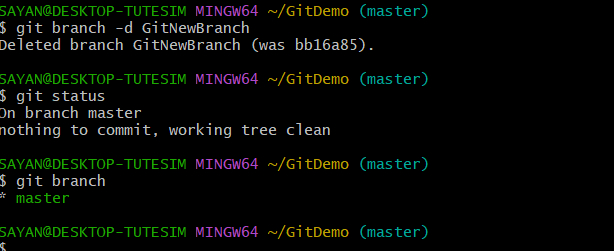 SAYAN@DESKTOP-TUTESIM MINGW64 ~/GitDemo (master)
$ git branch -d GitNewBranch
Deleted branch GitNewBranch (was bb16a85).
SAYAN@DESKTOP-TUTESIM MINGW64 ~/GitDemo (master)
$ git status
On branch master
nothing to commit, working tree clean
SAYAN@DESKTOP-TUTESIM MINGW64 ~/GitDemo (master)
$ git branch
* master
SAYAN@DESKTOP-TUTESIM MINGW64 ~/GitDemo (master)
$